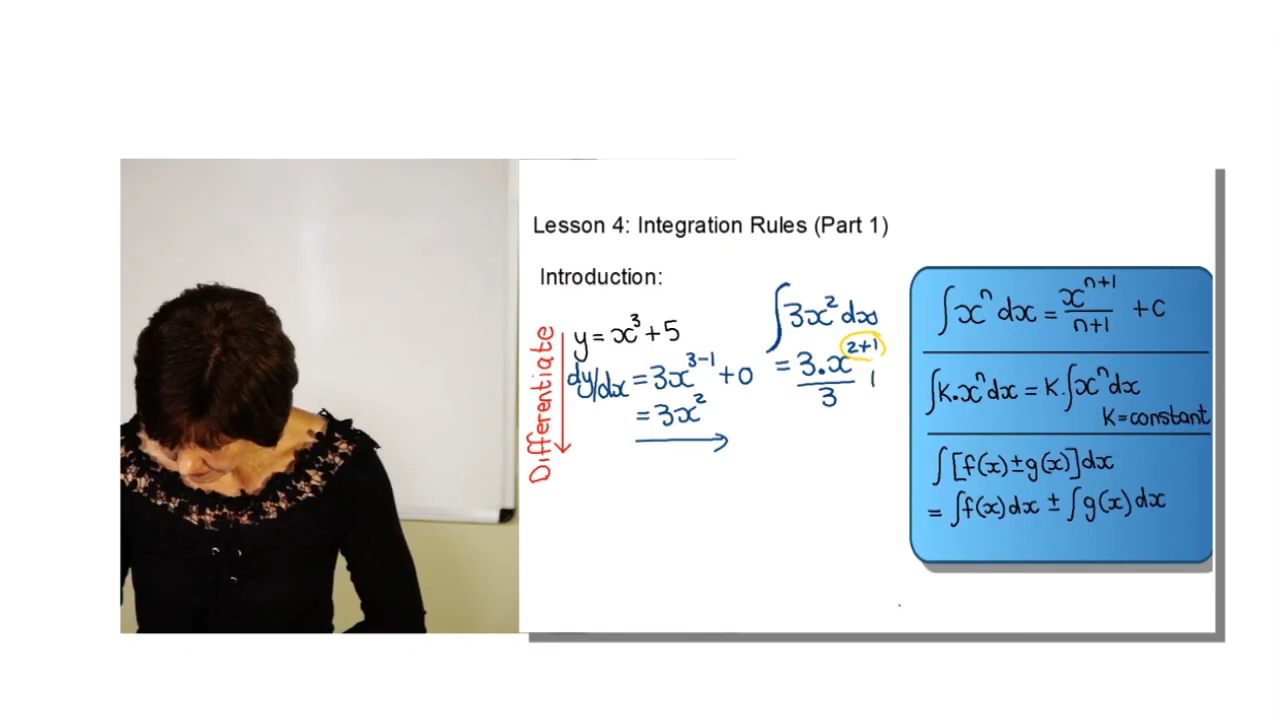 Lesson 4: Integration Rules (Part 1)
Introduction:
Differentiate
y = x³ + 5
dy/dx = 3x³⁻¹ + 0
= 3x²
∫3x² dx
= 3·x²⁺¹ / 3
∫xⁿ dx = xⁿ⁺¹ / n+1 + c
∫k·xⁿ dx = k·∫xⁿ dx
k = constant
∫[f(x) ± g(x)] dx
= ∫f(x) dx ± ∫g(x) dx